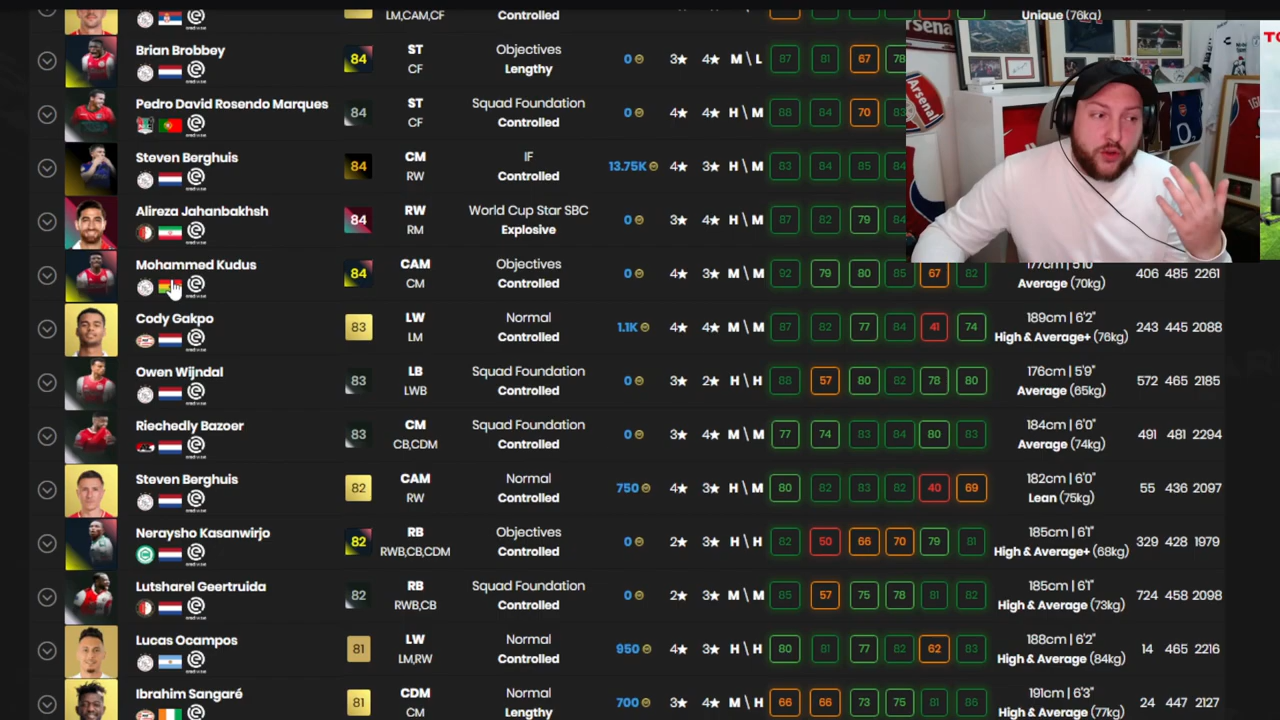 LM,CAM,CF Controlled Unique (76kg)
Brian Brobbey 84 ST Objectives 0 3★ 4★ M \ L 87 81 67 78
CF Lengthy
Pedro David Rosendo Marques 84 ST Squad Foundation 0 4★ 4★ H \ M 88 84 70 83
CF Controlled
Steven Berghuis 84 CM IF 13.75K 4★ 3★ H \ M 83 84 85 84
RW Controlled
Alireza Jahanbakhsh 84 RW World Cup Star SBC 0 3★ 4★ H \ M 87 82 79 84
RM Explosive
Mohammed Kudus 84 CAM Objectives 0 4★ 3★ M \ M 92 79 80 85 67 82 177cm | 5'10" 406 485 2261
CM Controlled Average (70kg)
Cody Gakpo 83 LW Normal 1.1K 4★ 4★ M \ M 87 82 77 84 41 74 189cm | 6'2" 243 445 2088
LM Controlled High & Average+ (76kg)
Owen Wijndal 83 LB Squad Foundation 0 3★ 2★ H \ H 88 57 80 82 78 80 176cm | 5'9" 572 465 2185
LWB Controlled Average (65kg)
Riechedly Bazoer 83 CM Squad Foundation 0 3★ 4★ M \ M 77 74 83 84 80 83 184cm | 6'0" 491 481 2294
CB,CDM Controlled Average (74kg)
Steven Berghuis 82 CAM Normal 750 4★ 3★ H \ M 80 82 83 82 40 69 182cm | 6'0" 55 436 2097
RW Controlled Lean (75kg)
Neraysho Kasanwirjo 82 RB Objectives 0 2★ 3★ H \ H 82 50 66 70 79 81 185cm | 6'1" 329 428 1979
RWB,CB,CDM Controlled High & Average+ (68kg)
Lutsharel Geertruida 82 RB Squad Foundation 0 2★ 3★ M \ M 85 57 75 78 81 82 185cm | 6'1" 724 458 2098
RWB,CB Controlled High & Average (73kg)
Lucas Ocampos 81 LW Normal 950 4★ 3★ H \ H 80 81 77 82 62 83 188cm | 6'2" 14 465 2216
LM,RW Controlled High & Average (84kg)
Ibrahim Sangaré 81 CDM Normal 700 3★ 4★ M \ H 66 66 73 75 81 86 191cm | 6'3" 24 447 2127
CM Lengthy High & Average (77kg)
Arsenal